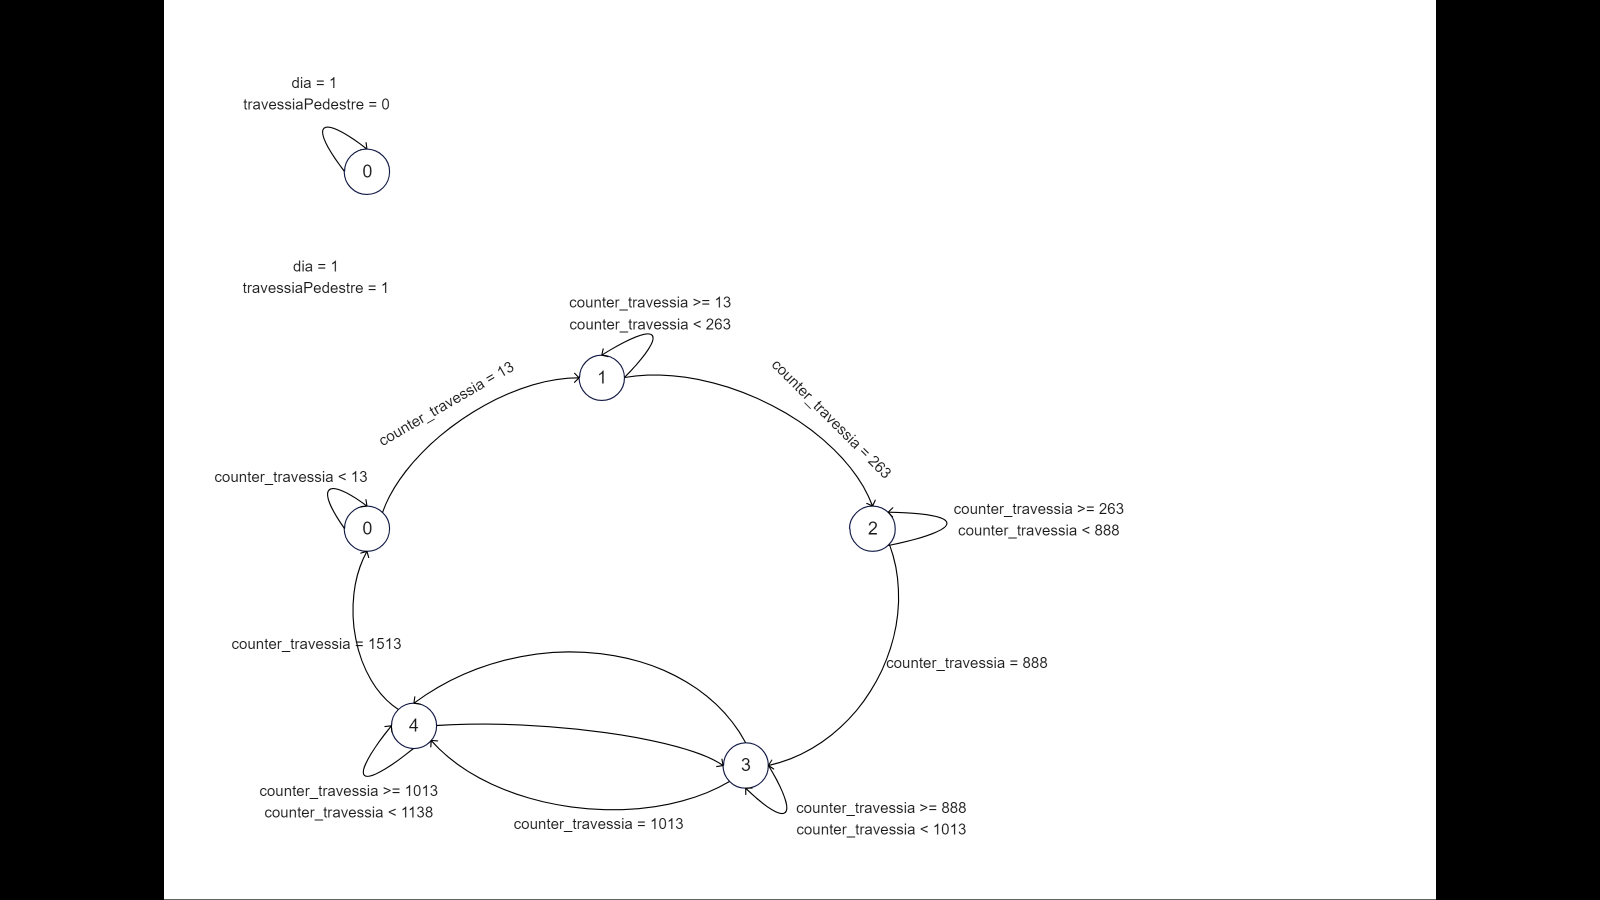 dia = 1
travessiaPedestre = 0
0
dia = 1
travessiaPedestre = 1
counter_travessia >= 13
counter_travessia < 263
1
counter_travessia = 13
counter_travessia = 263
counter_travessia < 13
0
2
counter_travessia >= 263
counter_travessia < 888
counter_travessia = 1513
counter_travessia = 888
4
3
counter_travessia >= 1013
counter_travessia < 1138
counter_travessia = 1013
counter_travessia >= 888
counter_travessia < 1013